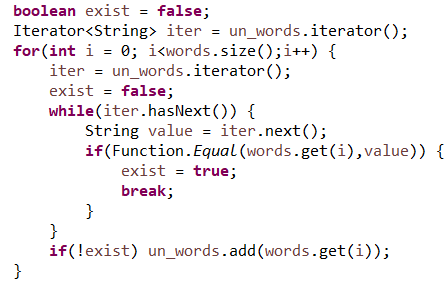 boolean exist = false;
Iterator<String> iter = un_words.iterator();
for(int i = 0; i<words.size();i++) {
    iter = un_words.iterator();
    exist = false;
    while(iter.hasNext()) {
        String value = iter.next();
        if(Function.Equal(words.get(i),value)) {
            exist = true;
            break;
        }
    }
    if(!exist) un_words.add(words.get(i));
}